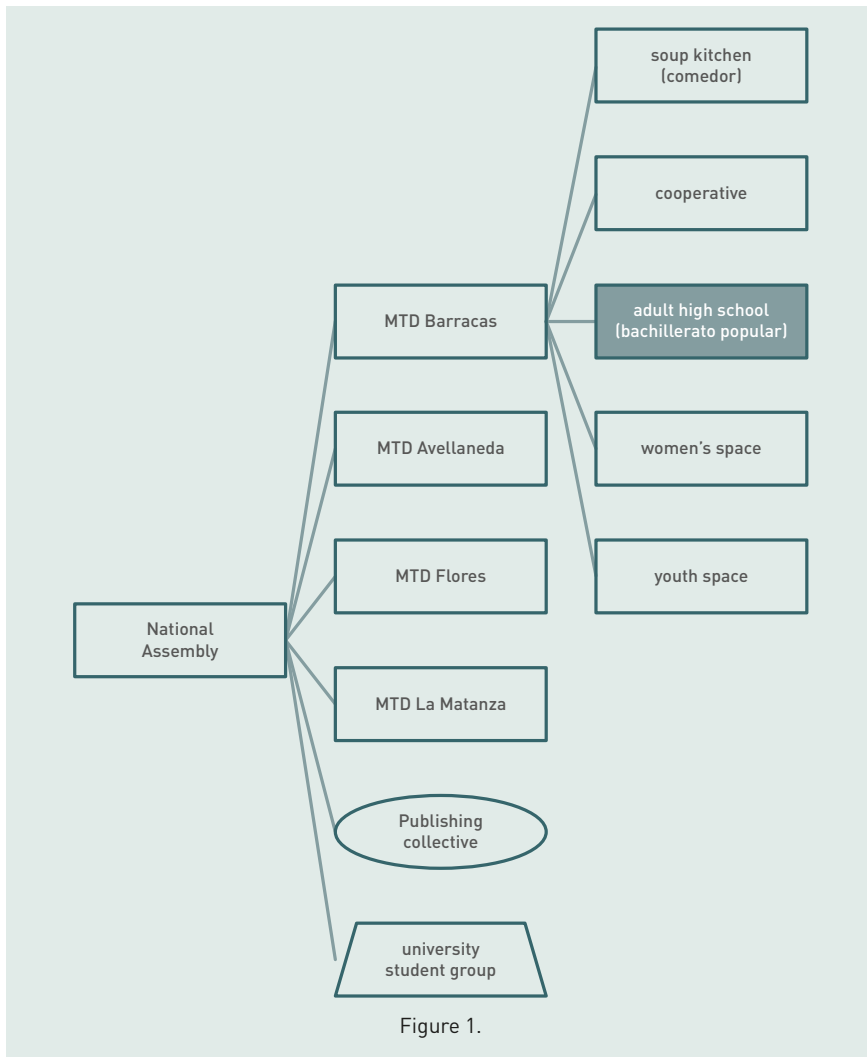 soup kitchen
(comedor)
cooperative
adult high school
(bachillerato popular)
women's space
youth space
MTD Barracas
MTD Avellaneda
MTD Flores
MTD La Matanza
Publishing
collective
university
student group
National
Assembly
Figure 1.